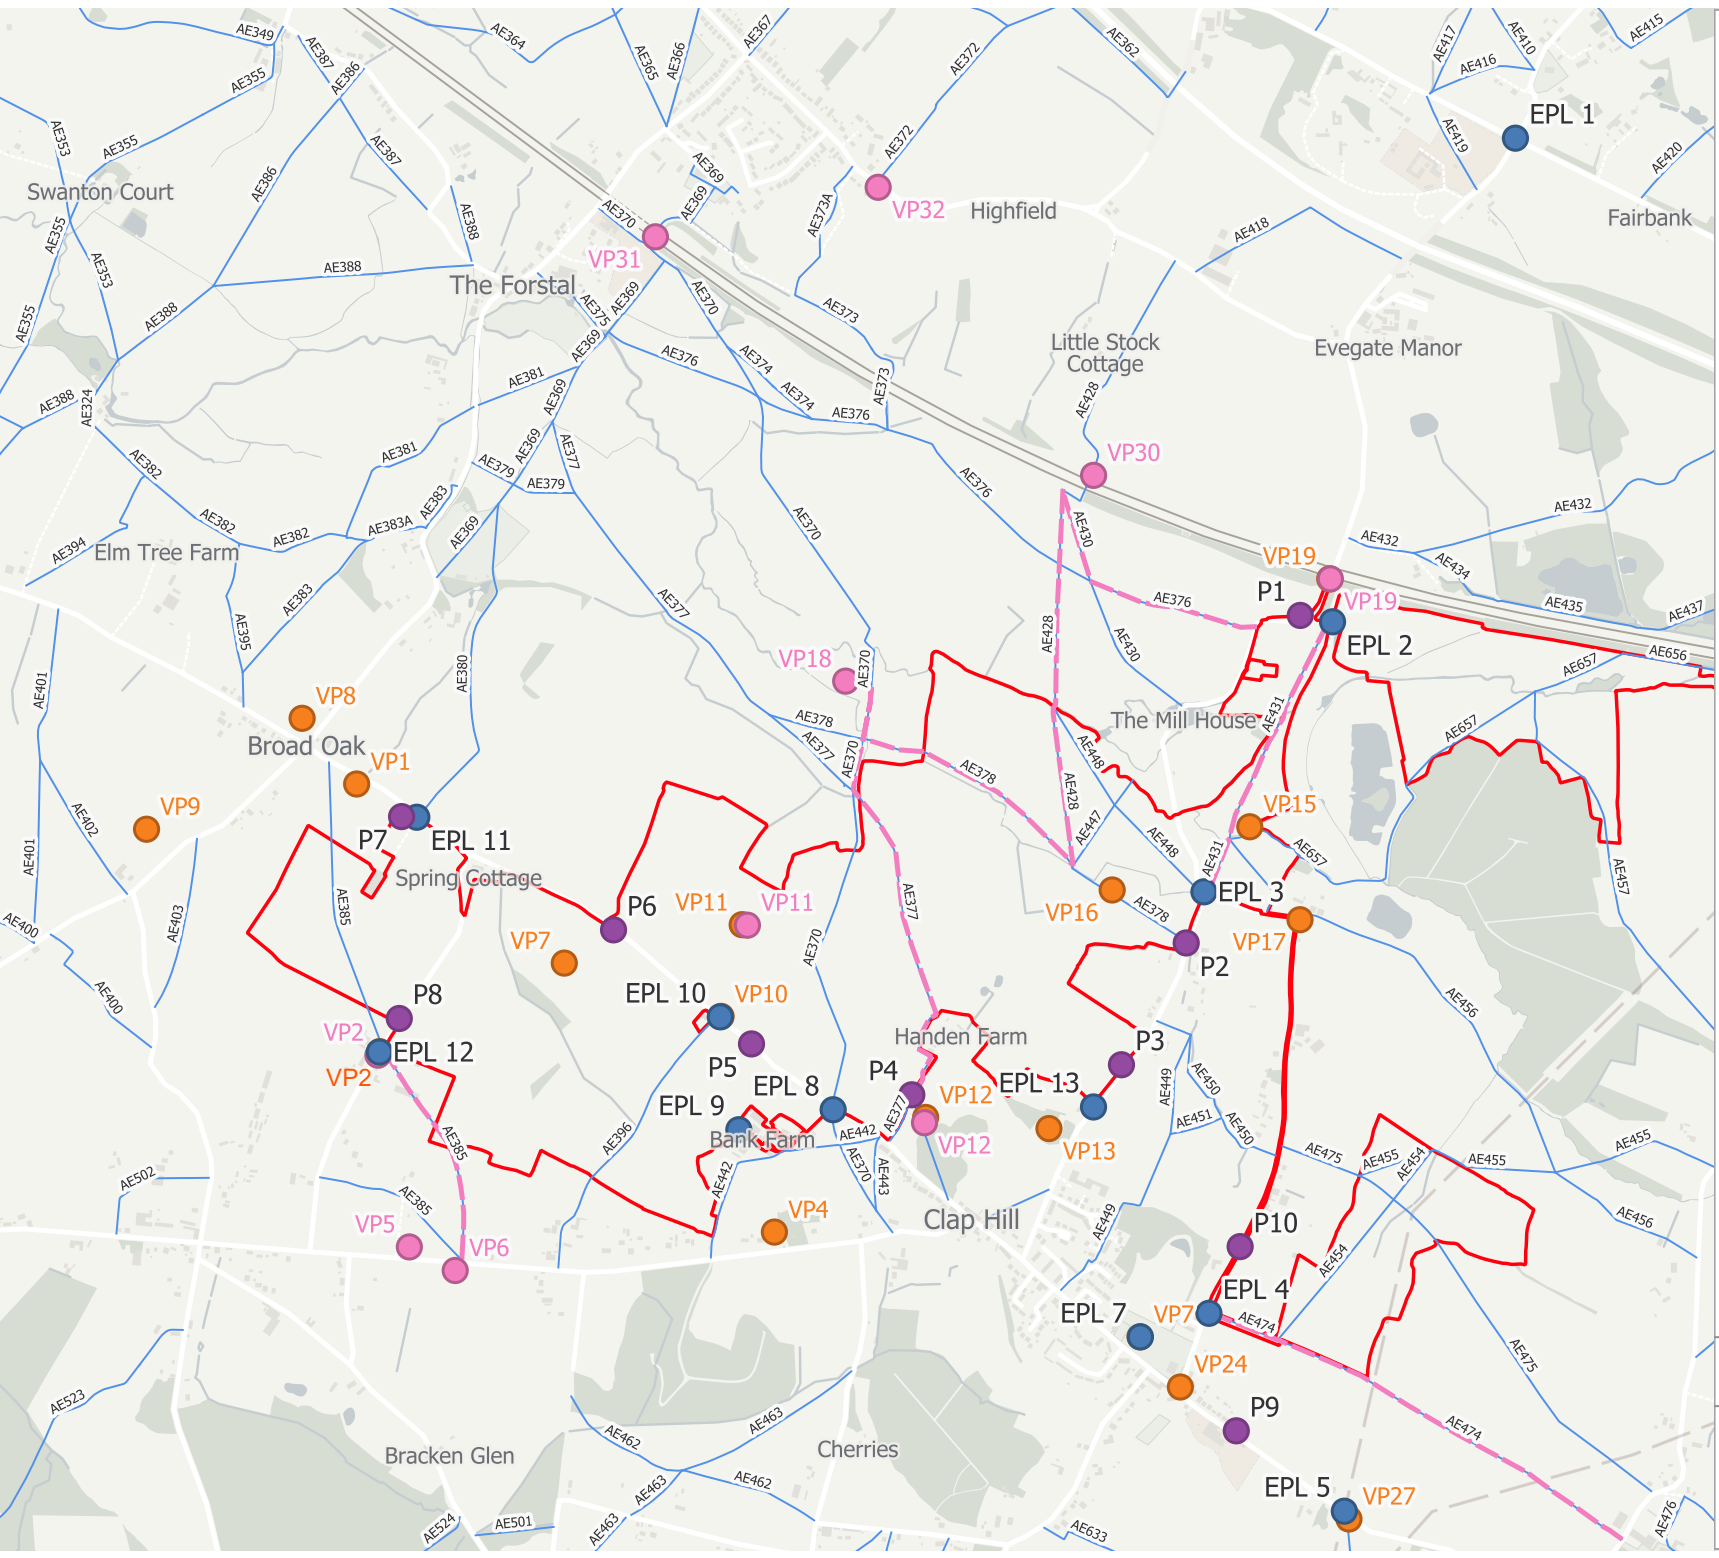 AE349
AE387
AE386
AE364
AE365
AE366
AE367
AE372
AE362
AE417
AE416
AE410
AE415
AE355
AE353
AE355
AE387
AE372
AE419
EPL 1
AE420
Swanton Court
AE386
AE388
AE370
AE369
AE369
VP32
AE373A
Highfield
AE418
Fairbank
AE355
AE353
AE388
VP31
The Forstal
AE388
AE355
AE375
AE369
AE370
AE373
Little Stock
Cottage
Evegate Manor
AE369
AE376
AE374
AE374
AE373
AE376
AE428
AE388
AE324
AE381
AE369
AE381
AE369
AE377
AE379
AE379
VP30
AE382
AE382
AE382
AE383A
AE383
AE369
AE376
AE370
AE430
AE432
AE432
AE434
AE394
Elm Tree Farm
AE383
AE395
VP19
VP19
P1
EPL 2
AE376
AE435
AE437
AE377
AE428
AE430
AE656
AE657
AE401
AE380
VP18
AE370
VP8
Broad Oak
AE378
AE377
AE370
The Mill House
AE431
AE448
AE657
VP1
VP9
AE402
AE378
AE428
AE447
AE448
VP15
AE431
AE657
P7
EPL 11
Spring Cottage
AE401
AE385
AE403
AE400
P6
VP11
VP11
VP7
AE377
AE370
VP16
AE378
EPL 3
VP17
P2
AE457
AE400
P8
VP2
EPL 12
VP2
EPL 10
VP10
P5
Handen Farm
AE456
P3
EPL 8
P4
VP12
VP12
AE377
EPL 13
VP13
AE449
AE450
AE451
AE450
EPL 9
Bank Farm
AE442
AE370
AE443
AE396
AE385
AE442
AE475
AE455
AE454
AE455
AE455
AE502
AE385
VP5
VP6
VP4
Clap Hill
AE449
P10
AE454
AE456
EPL 4
VP7
EPL 7
AE474
VP24
AE475
P9
AE474
AE523
AE462
AE463
Bracken Glen
Cherries
AE463
AE462
EPL 5
VP27
AE524
AE501
AE463
AE633
AE476